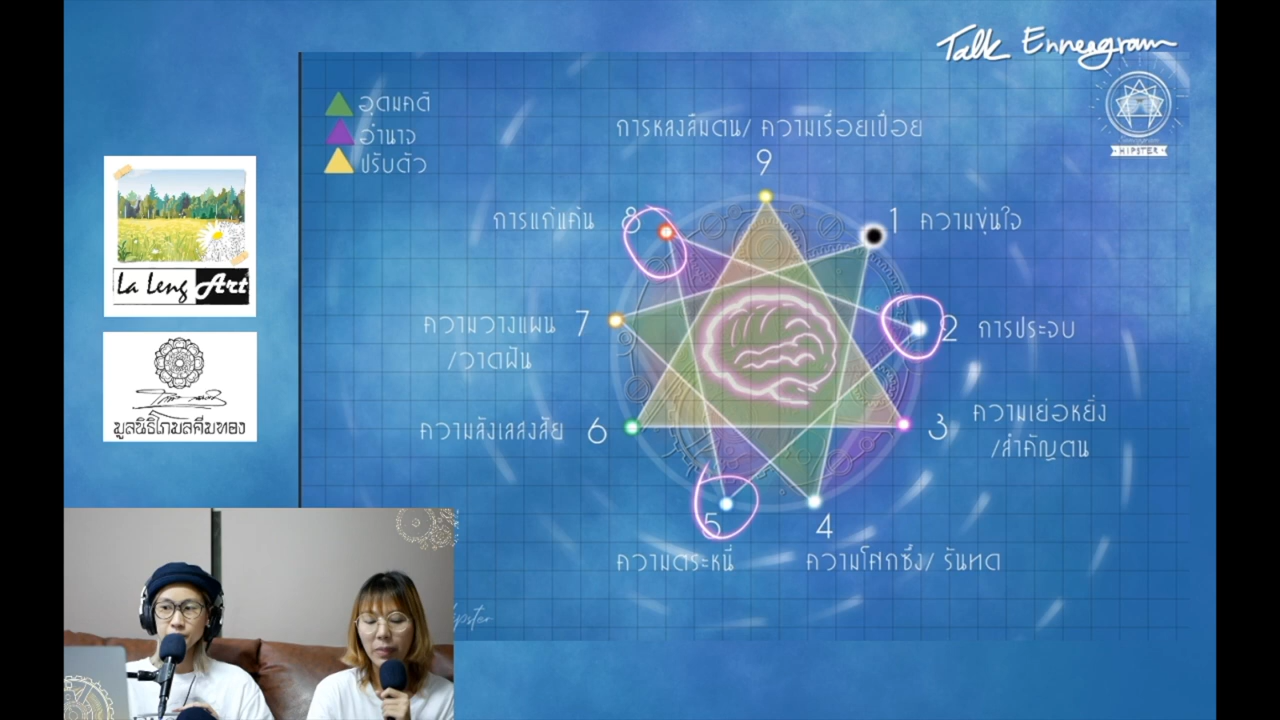 Talk Enneagram
HIPSTER
อุดมคติ
อำนาจ
ปรับตัว
การหลงลืมตน/ ความเรื่อยเปื่อย
9
การแก้แค้น 8
1 ความขุ่นใจ
ความวางแผน 7
/วาดฝัน
2 การประจบ
ความลังเลสงสัย 6
3 ความเย่อหยิ่ง
/สำคัญตน
5
ความตระหนี่
4
ความโศกซึ้ง/ รันทด
La Leng Art
มูลนิธิโกมลคีมทอง